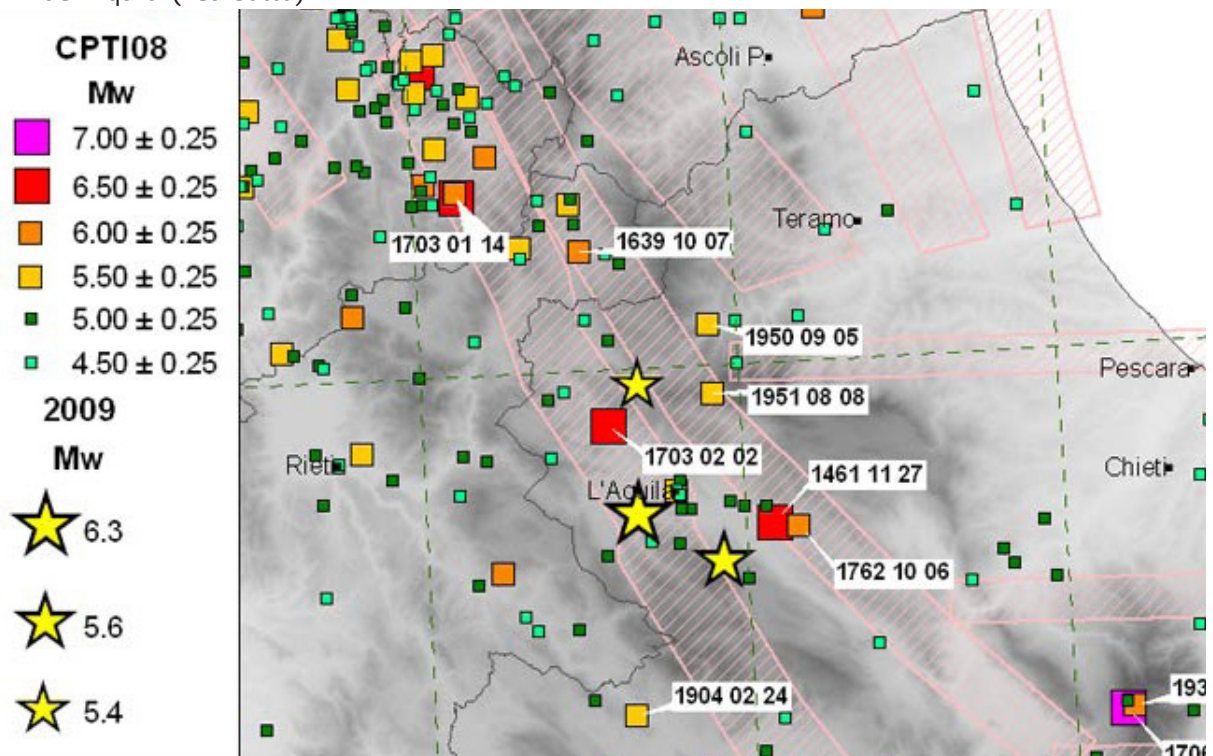 CPTI08
Mw
7.00 ± 0.25
6.50 ± 0.25
6.00 ± 0.25
5.50 ± 0.25
5.00 ± 0.25
4.50 ± 0.25
2009
Mw
6.3
5.6
5.4
Ascoli P.
Teramo
1703 01 14
1639 10 07
1950 09 05
Pescara
1951 08 08
Rieti
1703 02 02
1461 11 27
Chieti
L'Aquila
1762 10 06
1904 02 24
193
1706